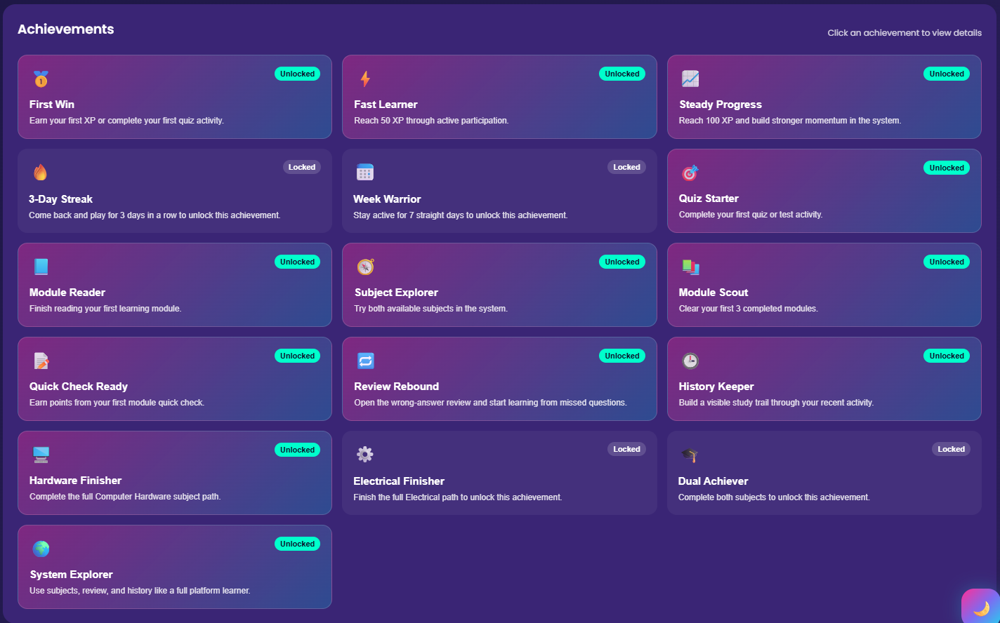 Achievements
Click an achievement to view details
Unlocked
First Win
Earn your first XP or complete your first quiz activity.
Unlocked
Fast Learner
Reach 50 XP through active participation.
Unlocked
Steady Progress
Reach 100 XP and build stronger momentum in the system.
Locked
3-Day Streak
Come back and play for 3 days in a row to unlock this achievement.
Locked
Week Warrior
Stay active for 7 straight days to unlock this achievement.
Unlocked
Quiz Starter
Complete your first quiz or test activity.
Unlocked
Module Reader
Finish reading your first learning module.
Unlocked
Subject Explorer
Try both available subjects in the system.
Unlocked
Module Scout
Clear your first 3 completed modules.
Unlocked
Quick Check Ready
Earn points from your first module quick check.
Unlocked
Review Rebound
Open the wrong-answer review and start learning from missed questions.
Unlocked
History Keeper
Build a visible study trail through your recent activity.
Unlocked
Hardware Finisher
Complete the full Computer Hardware subject path.
Locked
Electrical Finisher
Finish the full Electrical path to unlock this achievement.
Locked
Dual Achiever
Complete both subjects to unlock this achievement.
Unlocked
System Explorer
Use subjects, review, and history like a full platform learner.